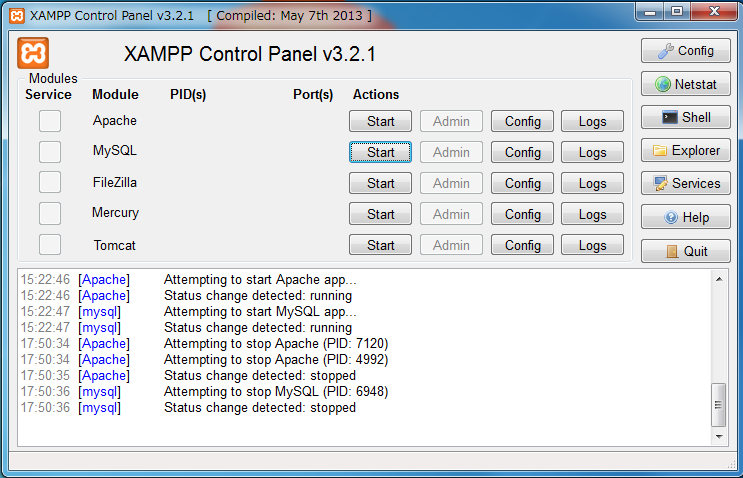 XAMPP Control Panel v3.2.1 [ Compiled: May 7th 2013 ]
XAMPP Control Panel v3.2.1
Config
Modules
Service Module PID(s) Port(s) Actions
Netstat
Apache Start Admin Config Logs
Shell
MySQL Start Admin Config Logs
Explorer
FileZilla Start Admin Config Logs
Services
Mercury Start Admin Config Logs
Help
Tomcat Start Admin Config Logs
Quit
15:22:46 [Apache] Attempting to start Apache app...
15:22:46 [Apache] Status change detected: running
15:22:47 [mysql] Attempting to start MySQL app...
15:22:47 [mysql] Status change detected: running
17:50:34 [Apache] Attempting to stop Apache (PID: 7120)
17:50:34 [Apache] Attempting to stop Apache (PID: 4992)
17:50:35 [Apache] Status change detected: stopped
17:50:36 [mysql] Attempting to stop MySQL (PID: 6948)
17:50:36 [mysql] Status change detected: stopped